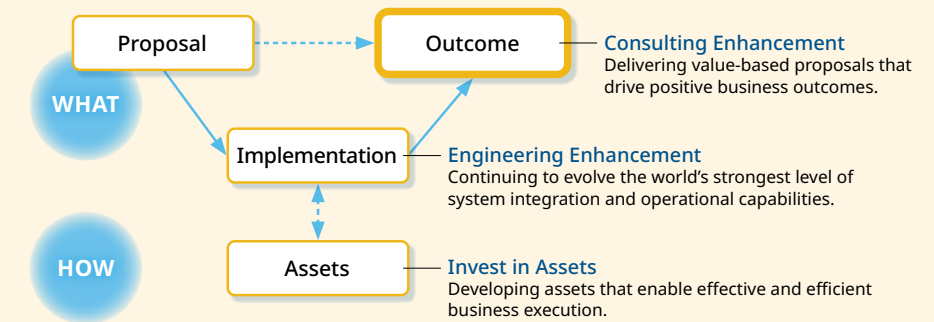 Proposal
Outcome
Consulting Enhancement
Delivering value-based proposals that
drive positive business outcomes.
WHAT
Implementation
Engineering Enhancement
Continuing to evolve the world’s strongest level of
system integration and operational capabilities.
HOW
Assets
Invest in Assets
Developing assets that enable effective and efficient
business execution.